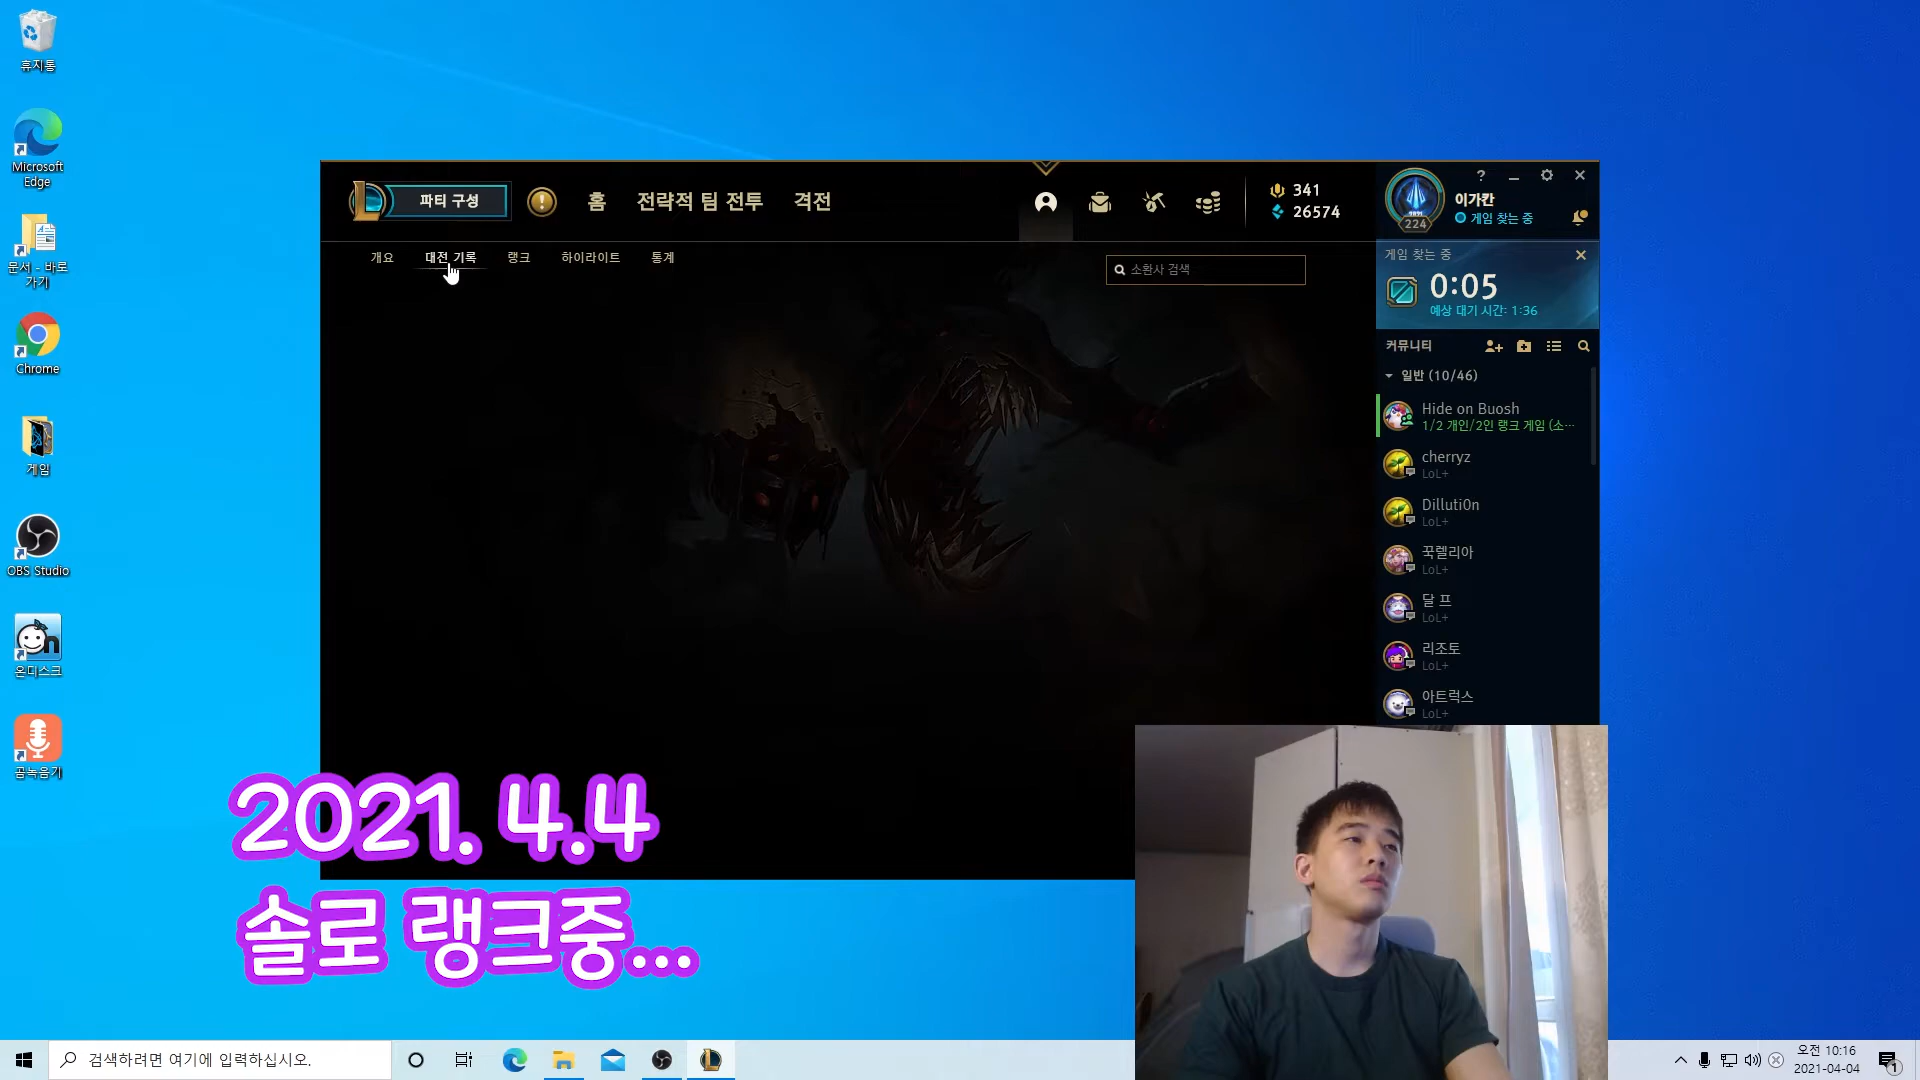 휴지통
Microsoft
Edge
문서 - 바로
가기
Chrome
게임
OBS Studio
온디스크
곰녹음기
파티 구성
홈
전략적 팀 전투
격전
341
26574
224
이가칸
게임 찾는 중
개요
대전 기록
랭크
하이라이트
통계
소환사 검색
게임 찾는 중
0:05
예상 대기 시간: 1:36
커뮤니티
일반 (10/46)
Hide on Buosh
1/2 개인/2인 랭크 게임 (소…
cherryz
LoL+
Dilluti0n
LoL+
꾹렐리아
LoL+
달 프
LoL+
리조토
LoL+
아트럭스
LoL+
2021. 4.4
솔로 랭크중...
검색하려면 여기에 입력하십시오.
오전 10:16
2021-04-04
1